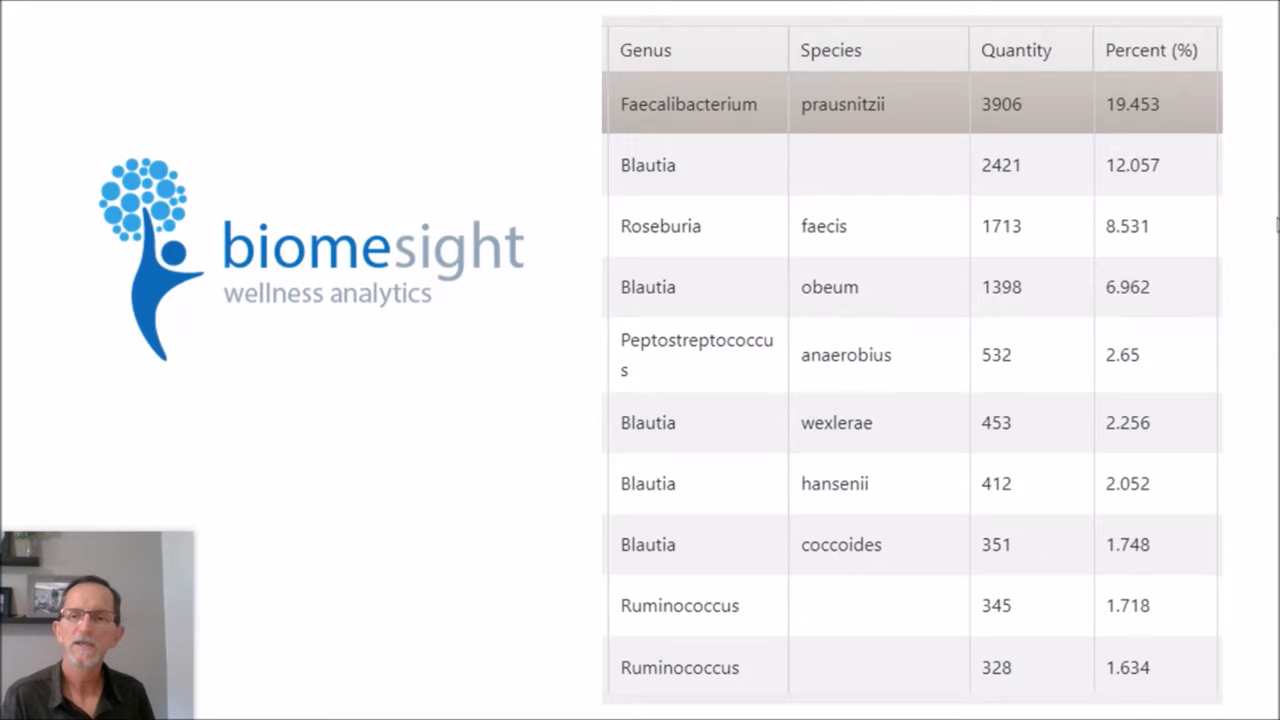 biomesight
wellness analytics
Genus Species Quantity Percent (%)
Faecalibacterium prausnitzii 3906 19.453
Blautia 2421 12.057
Roseburia faecis 1713 8.531
Blautia obeum 1398 6.962
Peptostreptococcu
s anaerobius 532 2.65
Blautia wexlerae 453 2.256
Blautia hansenii 412 2.052
Blautia coccoides 351 1.748
Ruminococcus 345 1.718
Ruminococcus 328 1.634